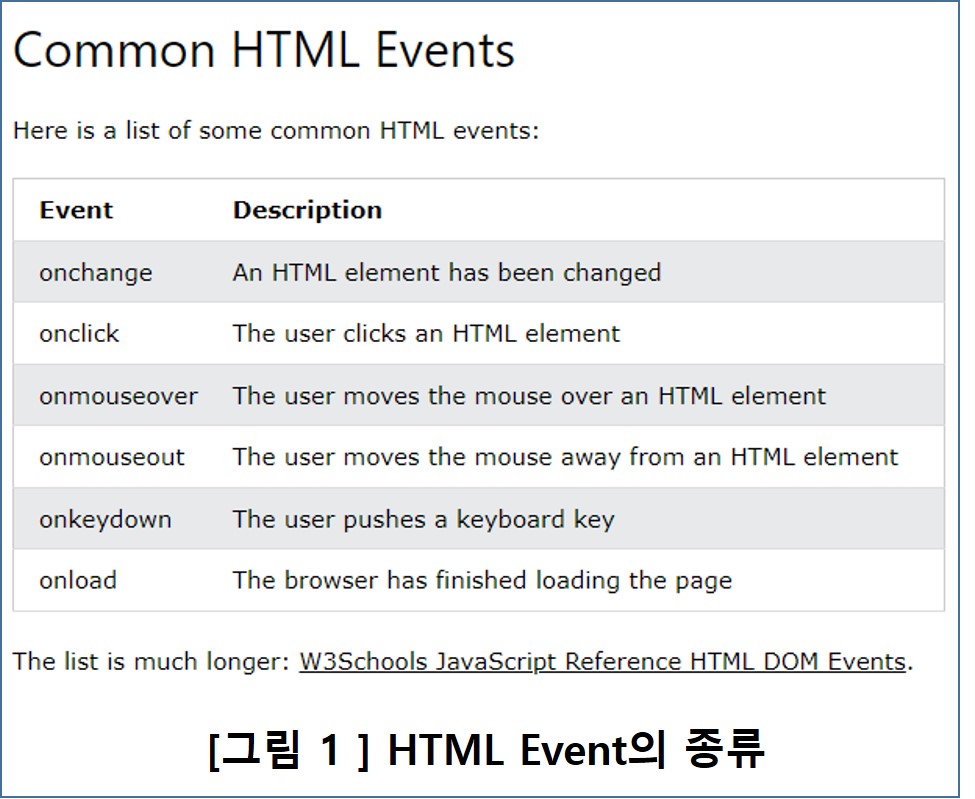 Common HTML Events
Here is a list of some common HTML events:
Event Description
onchange An HTML element has been changed
onclick The user clicks an HTML element
onmouseover The user moves the mouse over an HTML element
onmouseout The user moves the mouse away from an HTML element
onkeydown The user pushes a keyboard key
onload The browser has finished loading the page
The list is much longer: W3Schools JavaScript Reference HTML DOM Events.
[그림 1 ] HTML Event의 종류